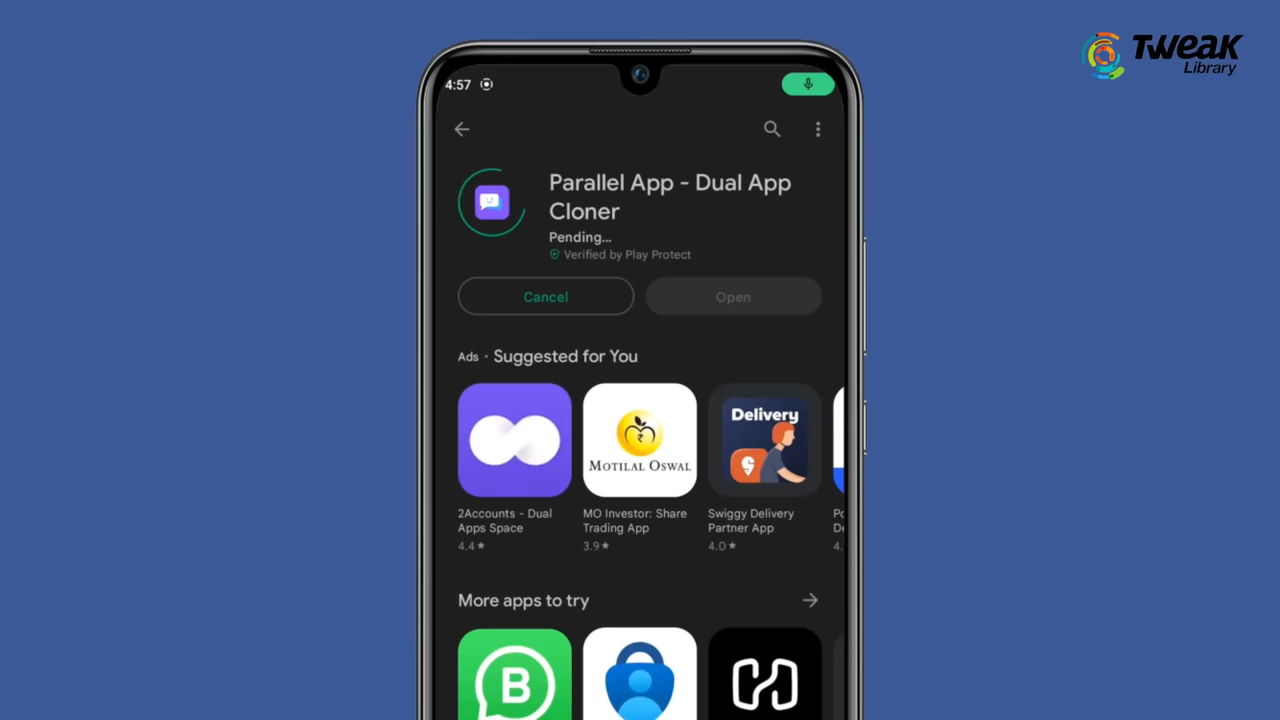 Tweak
Library
4:57
Parallel App - Dual App
Cloner
Pending...
Verified by Play Protect
Cancel
Open
Ads · Suggested for You
Delivery
MOTILAL OSWAL
2Accounts - Dual
Apps Space
4.4★
MO Investor: Share
Trading App
3.9★
Swiggy Delivery
Partner App
4.0★
More apps to try
B